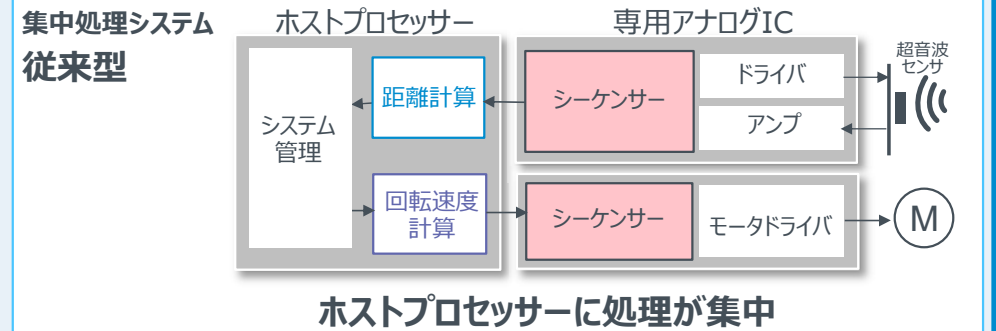 集中処理システム
従来型
ホストプロセッサー
専用アナログIC
システム
管理
距離計算
回転速度
計算
シーケンサー
ドライバ
アンプ
超音波
センサ
シーケンサー
モータドライバ
M
ホストプロセッサーに処理が集中